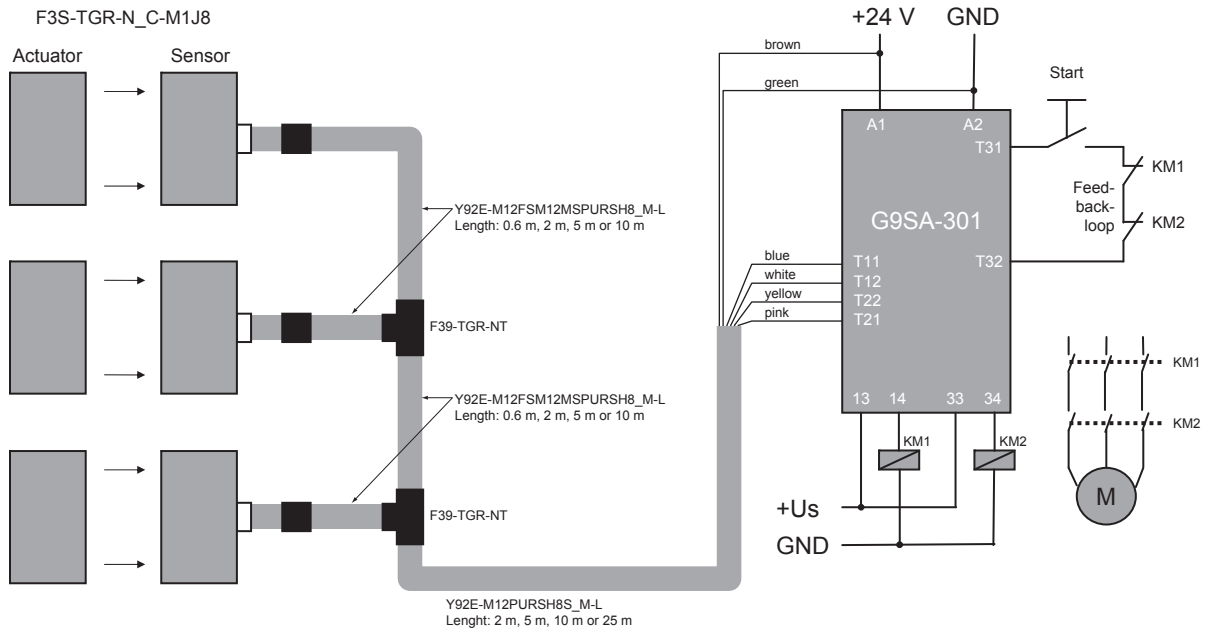 F3S-TGR-N_C-M1J8
Actuator
Sensor
+24 V
GND
brown
green
Start
A1
A2
T31
KM1
Feed-
back-
loop
KM2
G9SA-301
Y92E-M12FSM12MSPURSH8_M-L
Length: 0.6 m, 2 m, 5 m or 10 m
blue
white
yellow
pink
T11
T12
T22
T21
T32
F39-TGR-NT
KM1
KM2
M
Y92E-M12FSM12MSPURSH8_M-L
Length: 0.6 m, 2 m, 5 m or 10 m
13
14
33
34
KM1
KM2
+Us
GND
F39-TGR-NT
Y92E-M12PURSH8S_M-L
Lenght: 2 m, 5 m, 10 m or 25 m